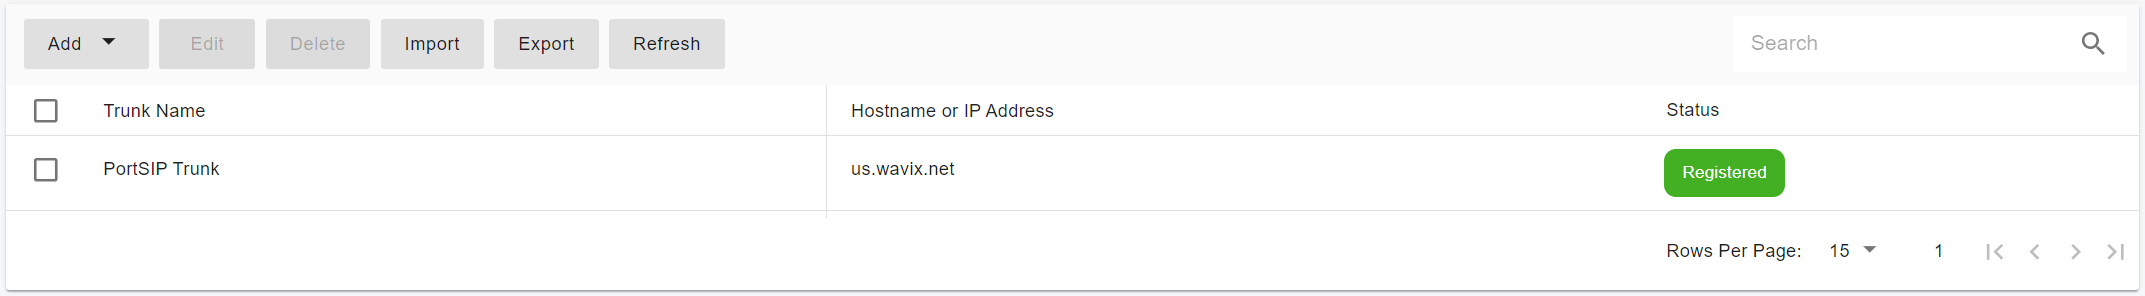 Add Edit Delete Import Export Refresh Search
Trunk Name Hostname or IP Address Status
PortSIP Trunk us.wavix.net Registered
Rows Per Page: 15 1